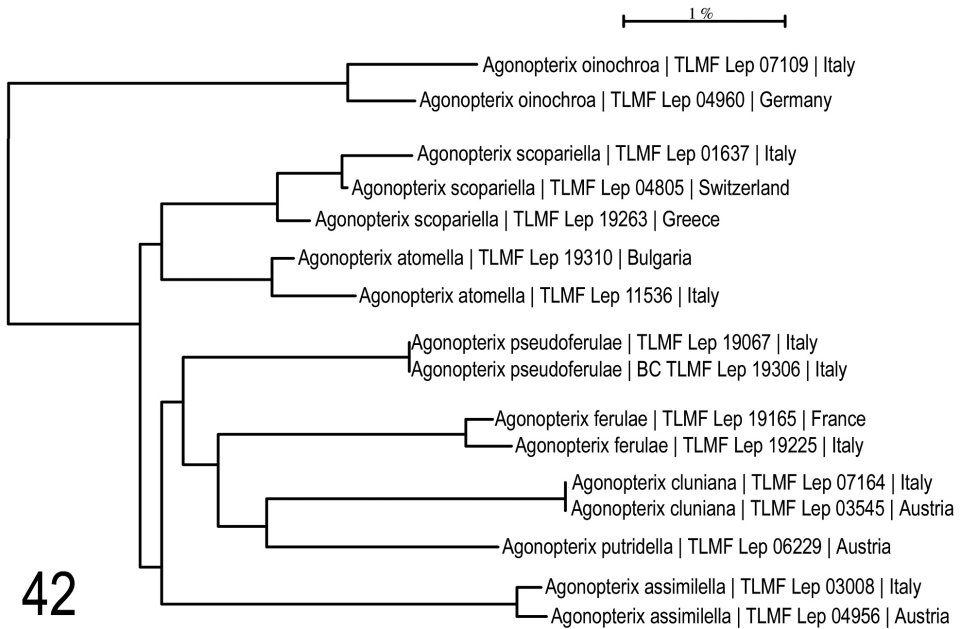 1 %
Agonopterix oinochroa | TLMF Lep 07109 | Italy
Agonopterix oinochroa | TLMF Lep 04960 | Germany
Agonopterix scopariella | TLMF Lep 01637 | Italy
Agonopterix scopariella | TLMF Lep 04805 | Switzerland
Agonopterix scopariella | TLMF Lep 19263 | Greece
Agonopterix atomella | TLMF Lep 19310 | Bulgaria
Agonopterix atomella | TLMF Lep 11536 | Italy
Agonopterix pseudoferulae | TLMF Lep 19067 | Italy
Agonopterix pseudoferulae | BC TLMF Lep 19306 | Italy
Agonopterix ferulae | TLMF Lep 19165 | France
Agonopterix ferulae | TLMF Lep 19225 | Italy
Agonopterix cluniana | TLMF Lep 07164 | Italy
Agonopterix cluniana | TLMF Lep 03545 | Austria
Agonopterix putridella | TLMF Lep 06229 | Austria
Agonopterix assimilella | TLMF Lep 03008 | Italy
Agonopterix assimilella | TLMF Lep 04956 | Austria
42